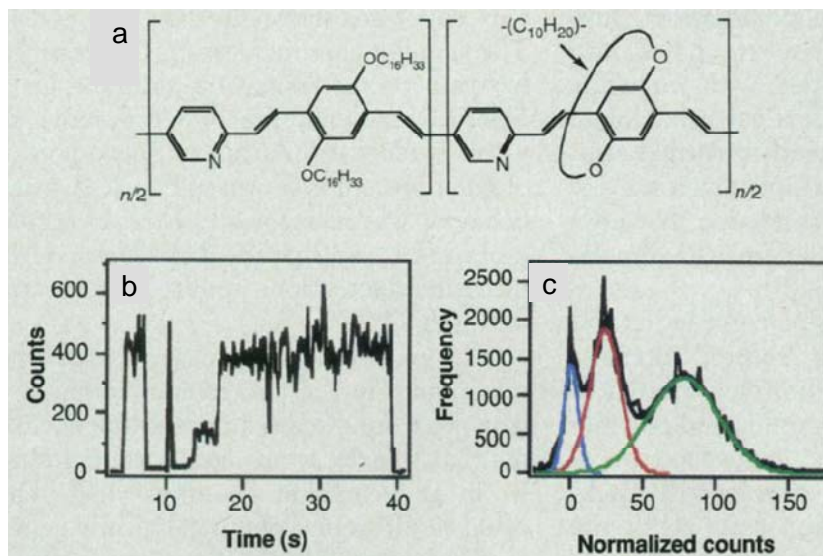 a
-(C10H20)-
OC16H33
O
N
OC16H33
N
O
n/2
n/2
b
600
400
200
0
Counts
10 20 30 40
Time (s)
c
2500
2000
1500
1000
500
0
Frequency
0 50 100 150
Normalized counts